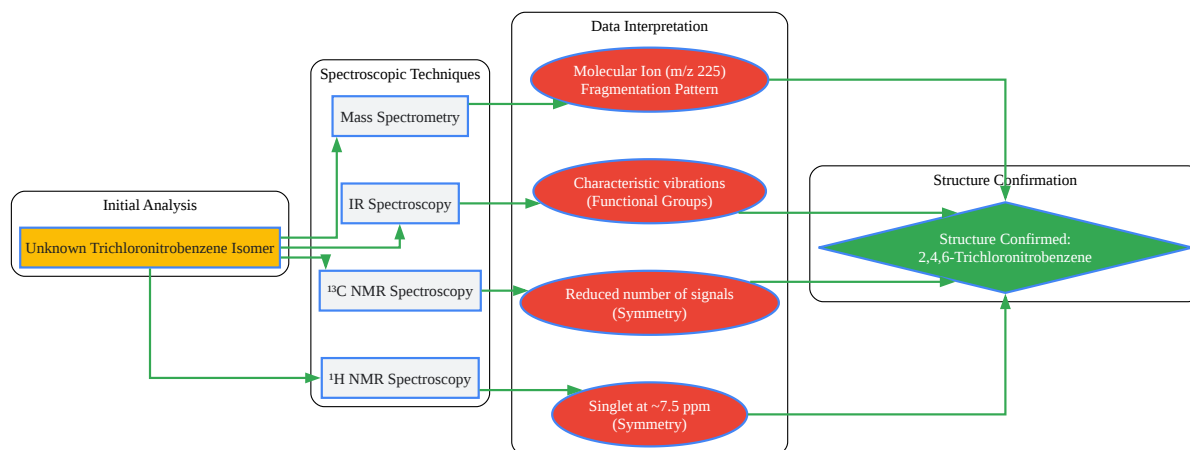 Initial Analysis
Unknown Trichloronitrobenzene Isomer
Spectroscopic Techniques
Mass Spectrometry
IR Spectroscopy
¹³C NMR Spectroscopy
¹H NMR Spectroscopy
Data Interpretation
Molecular Ion (m/z 225)
Fragmentation Pattern
Characteristic vibrations
(Functional Groups)
Reduced number of signals
(Symmetry)
Singlet at ~7.5 ppm
(Symmetry)
Structure Confirmation
Structure Confirmed:
2,4,6-Trichloronitrobenzene